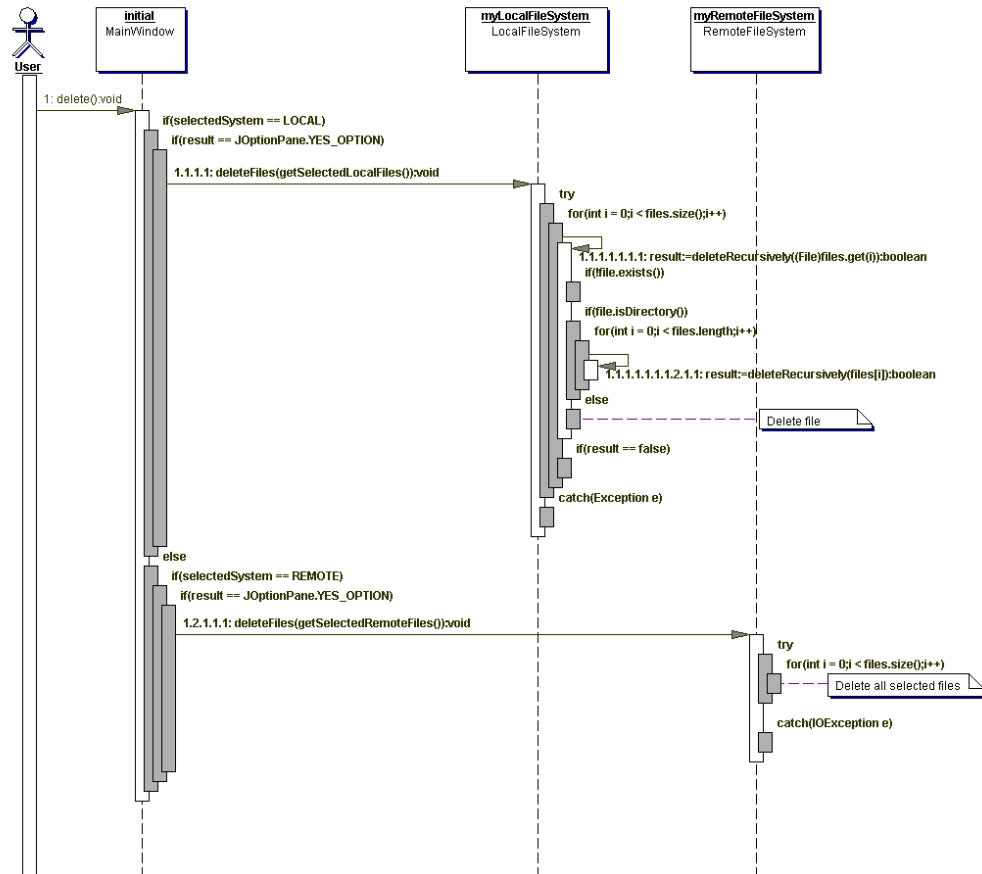 initial
MainWindow
myLocalFileSystem
LocalFileSystem
myRemoteFileSystem
RemoteFileSystem
User
1: delete():void
if(selectedSystem == LOCAL)
if(result == JOptionPane.YES_OPTION)
1.1.1.1: deleteFiles(getSelectedLocalFiles()):void
try
for(int i = 0;i < files.size();i++)
1.1.1.1.1.1.1: result:=deleteRecursively((File)files.get(i)):boolean
if(!file.exists())
if(file.isDirectory())
for(int i = 0;i < files.length;i++)
1.1.1.1.1.1.1.2.1.1: result:=deleteRecursively(files[i]):boolean
else
Delete file
if(result == false)
catch(Exception e)
else
if(selectedSystem == REMOTE)
if(result == JOptionPane.YES_OPTION)
1.2.1.1.1: deleteFiles(getSelectedRemoteFiles()):void
try
for(int i = 0;i < files.size();i++)
Delete all selected files
catch(IOException e)